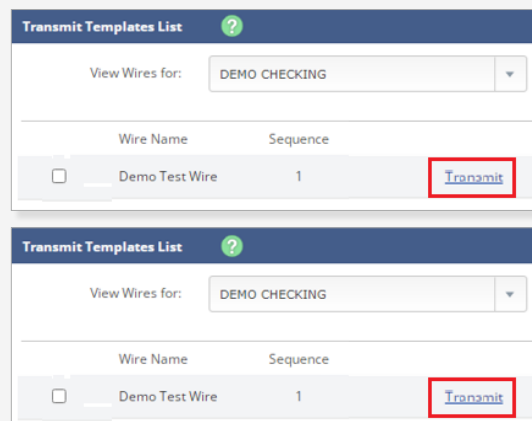 Transmit Templates List ?
View Wires for: DEMO CHECKING
Wire Name Sequence
Demo Test Wire 1 Transmit
Transmit Templates List ?
View Wires for: DEMO CHECKING
Wire Name Sequence
Demo Test Wire 1 Transmit